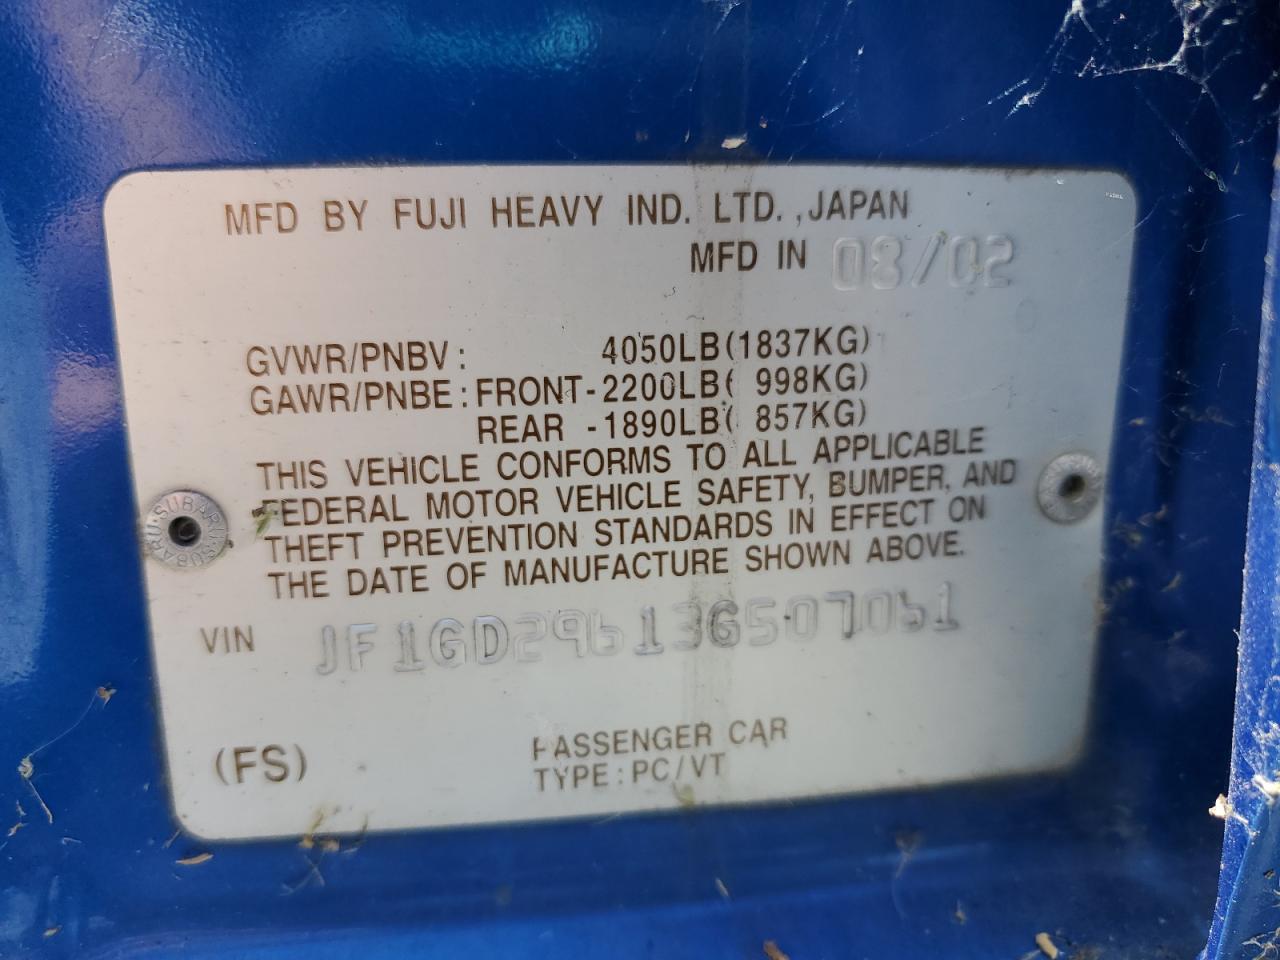 MFD BY FUJI HEAVY IND. LTD., JAPAN
MFD IN 08/02
GVWR/PNBV: 4050LB(1837KG)
GAWR/PNBE: FRONT-2200LB( 998KG)
REAR -1890LB( 857KG)
THIS VEHICLE CONFORMS TO ALL APPLICABLE
FEDERAL MOTOR VEHICLE SAFETY, BUMPER, AND
THEFT PREVENTION STANDARDS IN EFFECT ON
THE DATE OF MANUFACTURE SHOWN ABOVE.
SUBARU·SUBARU
VIN JF1GD29613G507061
(FS)
PASSENGER CAR
TYPE: PC/VT